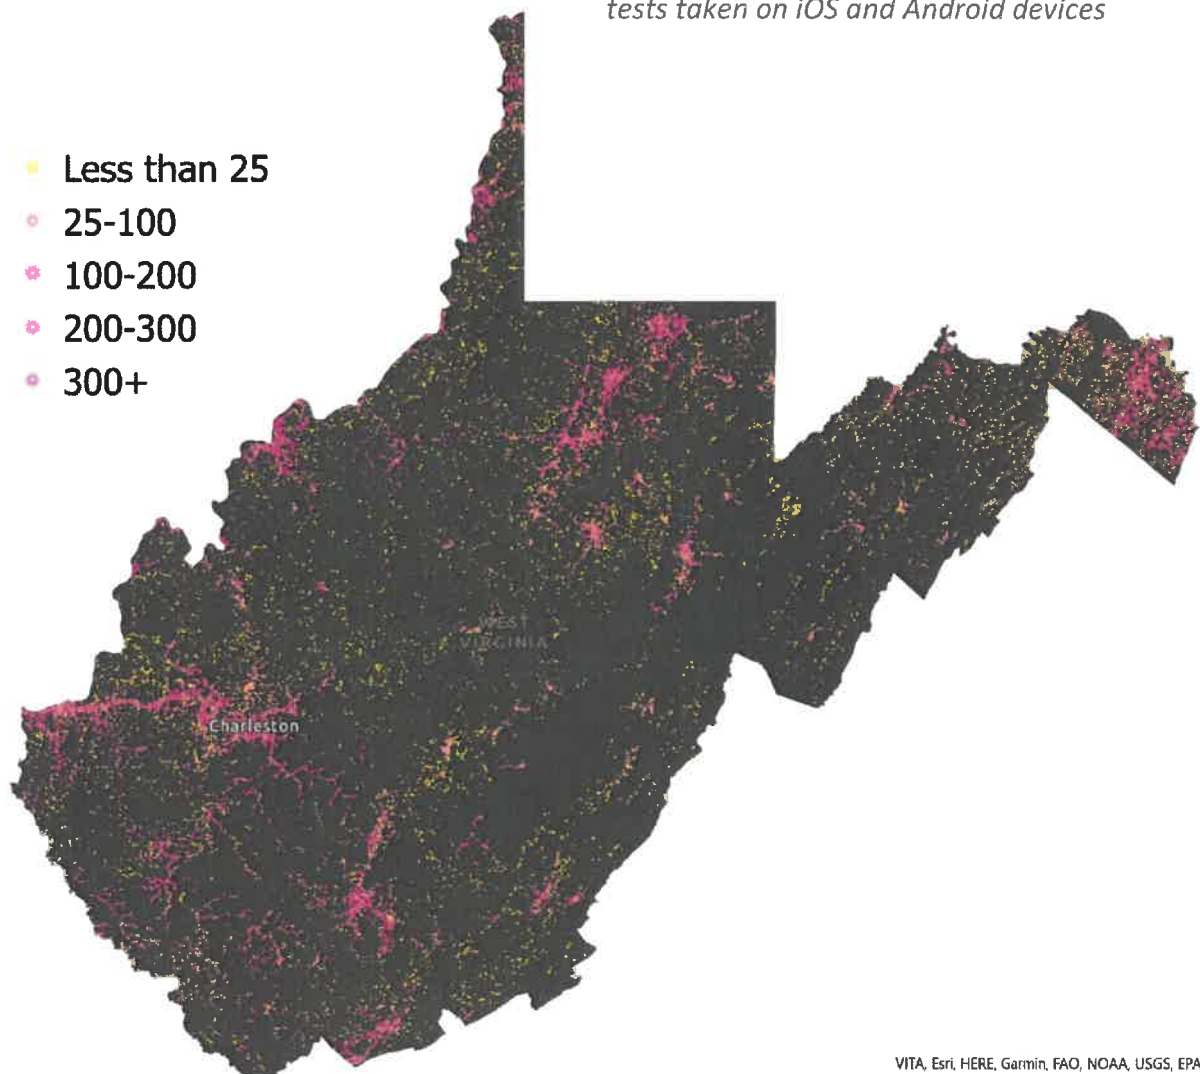 tests taken on iOS and Android devices
Less than 25
25-100
100-200
200-300
300+
WEST
VIRGINIA
Charleston
VITA, Esri, HERE, Garmin, FAO, NOAA, USGS, EPA